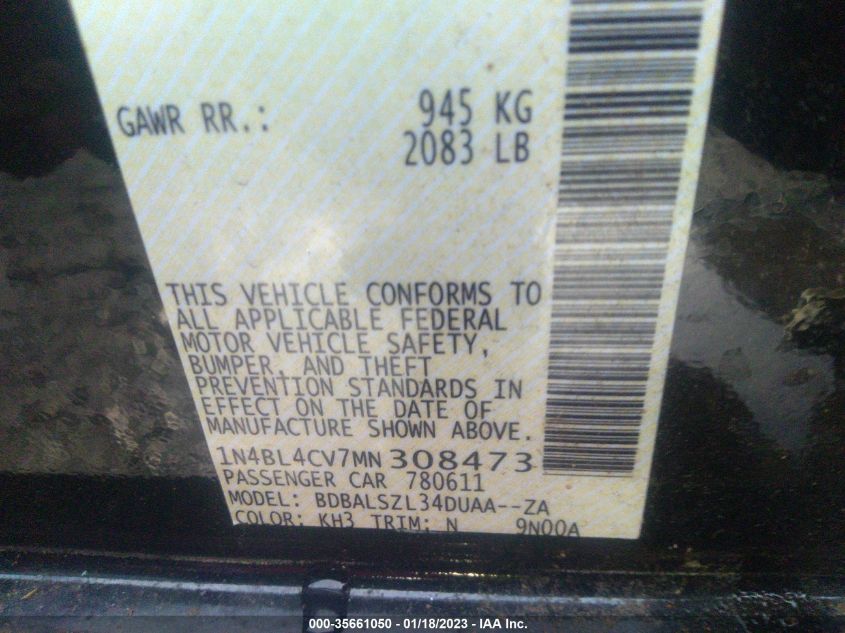 GAWR RR.: 945 KG
2083 LB
THIS VEHICLE CONFORMS TO
ALL APPLICABLE FEDERAL
MOTOR VEHICLE SAFETY,
BUMPER, AND THEFT
PREVENTION STANDARDS IN
EFFECT ON THE DATE OF
MANUFACTURE SHOWN ABOVE.
1N4BL4CV7MN308473
PASSENGER CAR 780611
MODEL: BDBALSZL34DUAA--ZA
COLOR: KH3 TRIM: N 9N00A
000-35661050 - 01/18/2023 - IAA Inc.